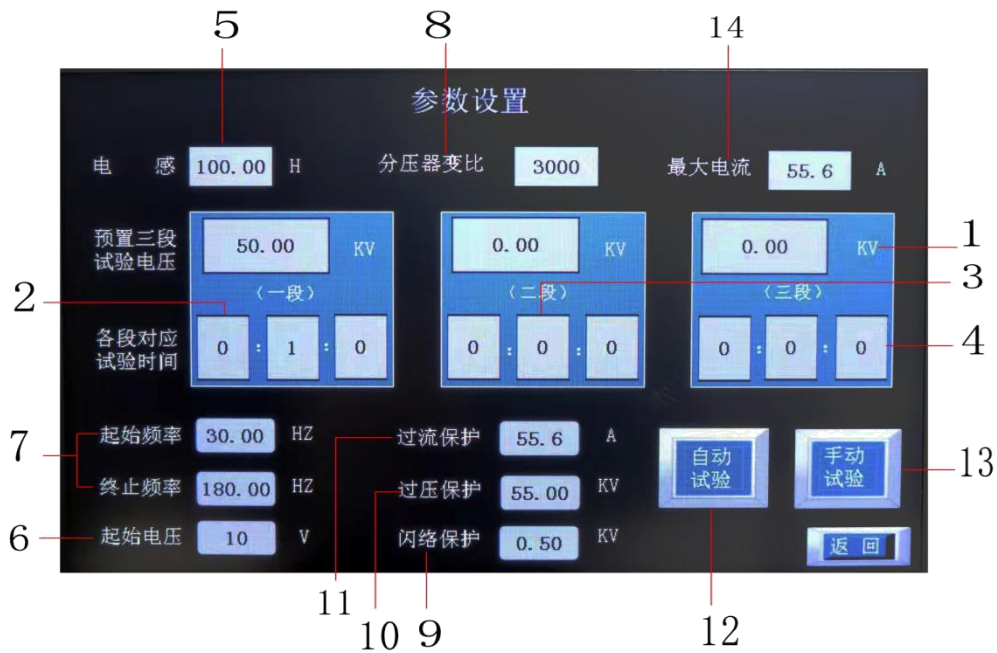 5 8 14
参数设置
电 感 100.00 H 分压器变比 3000 最大电流 55.6 A
预置三段
试验电压
50.00 KV 0.00 KV 0.00 KV 1
(一段) (二段) (三段) 3
2
各段对应
试验时间
0 : 1 : 0 0 : 0 : 0 0 : 0 : 0 4
起始频率 30.00 HZ 过流保护 55.6 A
7
自动
试验
手动
试验
13
终止频率 180.00 HZ 过压保护 55.00 KV
6 起始电压 10 V 闪络保护 0.50 KV
返 回
11 10 9 12